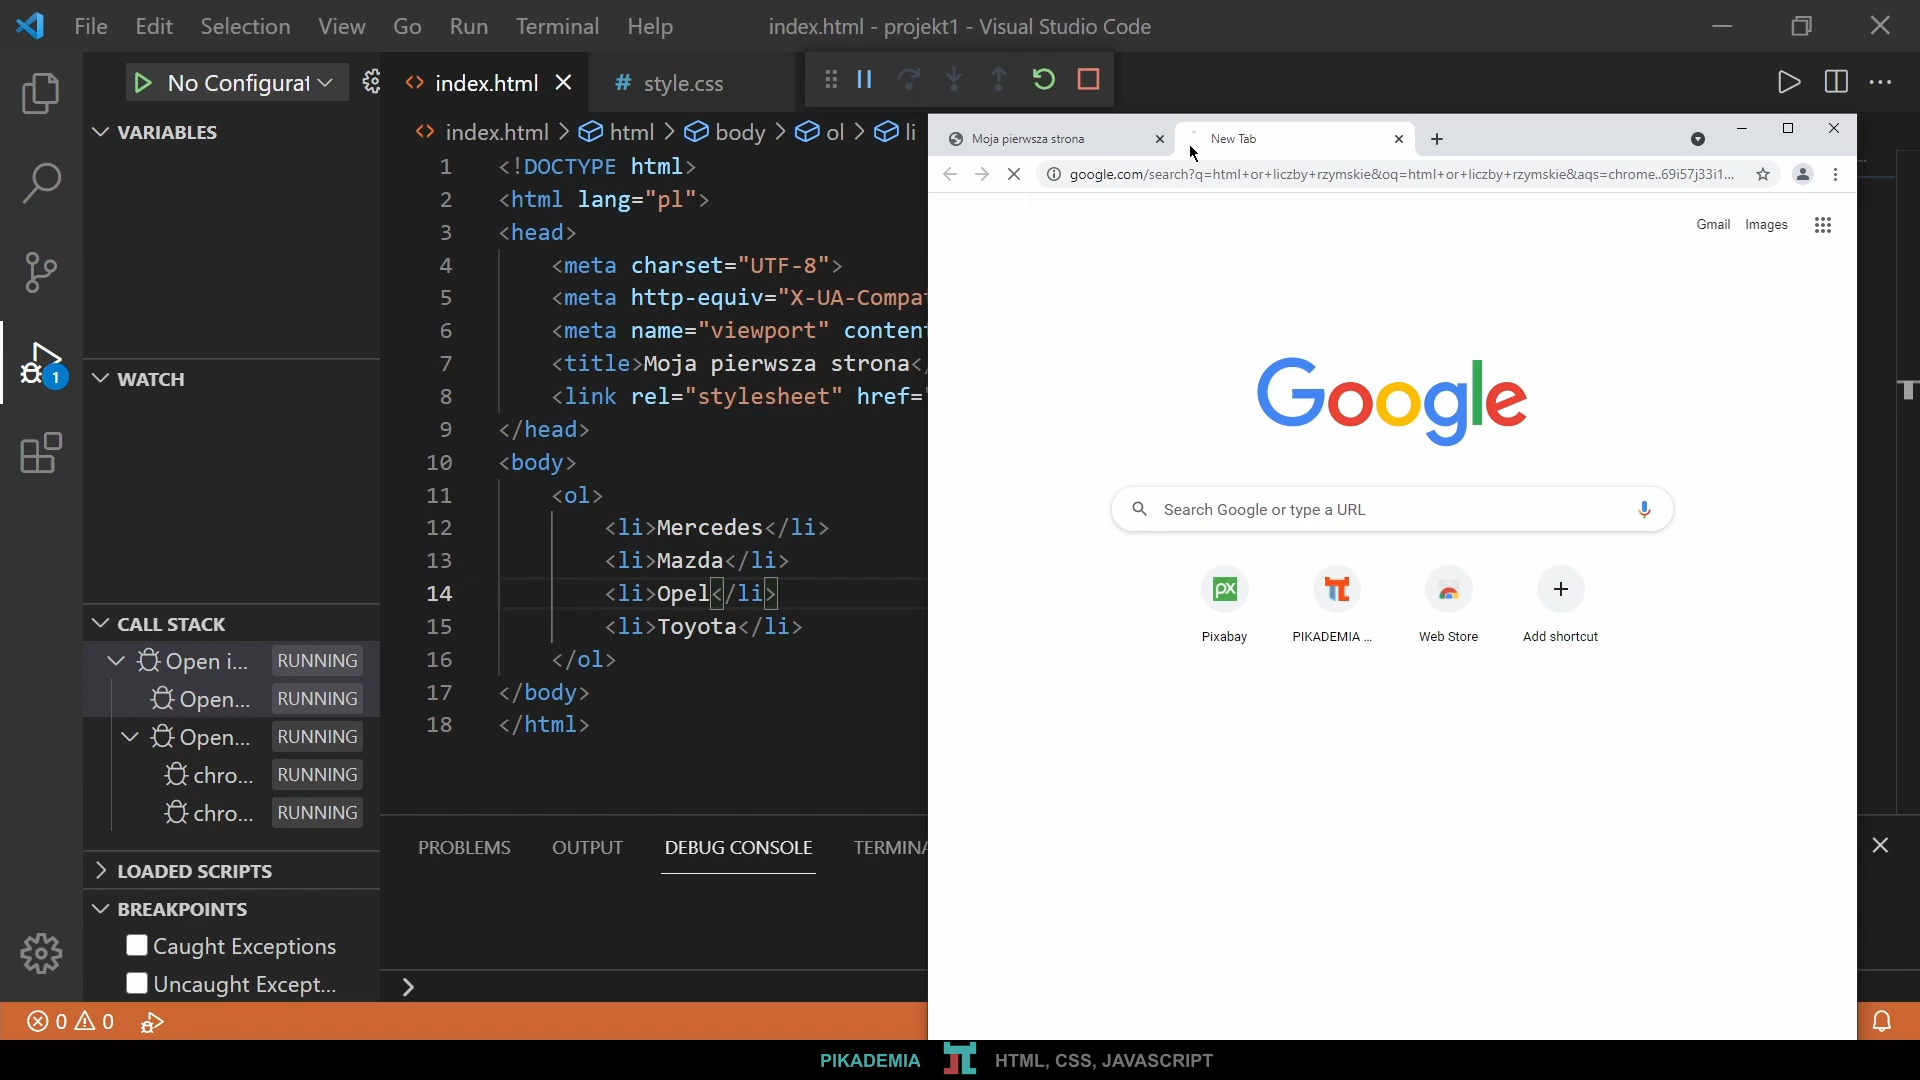 File Edit Selection View Go Run Terminal Help
index.html - projekt1 - Visual Studio Code
No Configurat
index.html
# style.css
VARIABLES
index.html > html > body > ol > li
1 <!DOCTYPE html>
2 <html lang="pl">
3 <head>
4 <meta charset="UTF-8">
5 <meta http-equiv="X-UA-Compa
6 <meta name="viewport" conten
7 <title>Moja pierwsza strona<
8 <link rel="stylesheet" href=
9 </head>
10 <body>
11 <ol>
12 <li>Mercedes</li>
13 <li>Mazda</li>
14 <li>Opel</li>
15 <li>Toyota</li>
16 </ol>
17 </body>
18 </html>
WATCH
CALL STACK
Open i... RUNNING
Open... RUNNING
Open... RUNNING
chro... RUNNING
chro... RUNNING
LOADED SCRIPTS
BREAKPOINTS
Caught Exceptions
Uncaught Except...
1
PROBLEMS OUTPUT DEBUG CONSOLE TERMINA
0 0
Moja pierwsza strona
New Tab
google.com/search?q=html+or+liczby+rzymskie&oq=html+or+liczby+rzymskie&aqs=chrome..69i57j33i1...
Gmail Images
Google
Search Google or type a URL
PX
Pixabay
PIKADEMIA ...
Web Store
Add shortcut
PIKADEMIA HTML, CSS, JAVASCRIPT